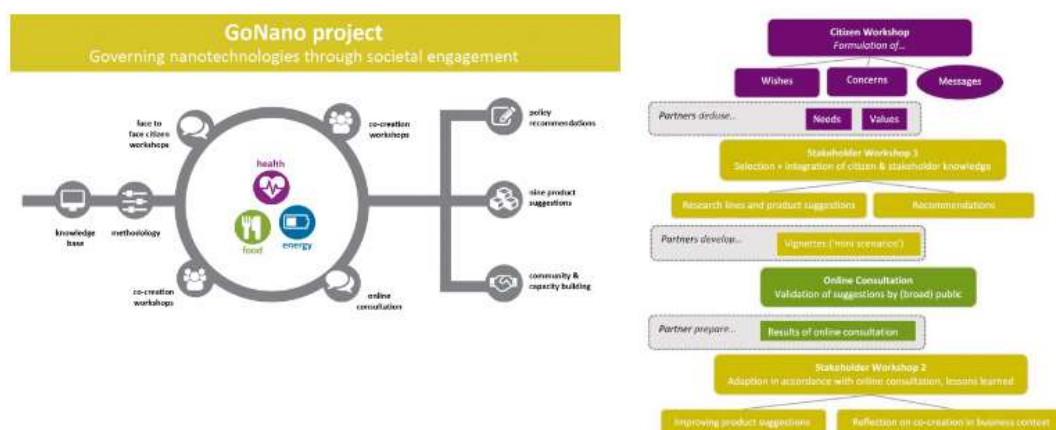 GoNano project
Governing nanotechnologies through societal engagement
face to
face citizen
workshops
co-creation
workshops
policy
recommendations
health
nine product
suggestions
knowledge
base
methodology
food
energy
co-creation
workshops
online
consultation
community &
capacity building
Citizen Workshop
Formulation of...
Wishes
Concerns
Messages
Partners deduse...
Needs
Values
Stakeholder Workshop 1
Selection + integration of citizen & stakeholder knowledge
Research lines and product suggestions
Recommendations
Partners develop...
Vignettes ('mini scenarios')
Online Consultation
Validation of suggestions by (broad) public
Partner prepare...
Results of online consultation
Stakeholder Workshop 2
Adaption in accordance with online consultation, lessons learned
Improving product suggestions
Reflection on co-creation in business context